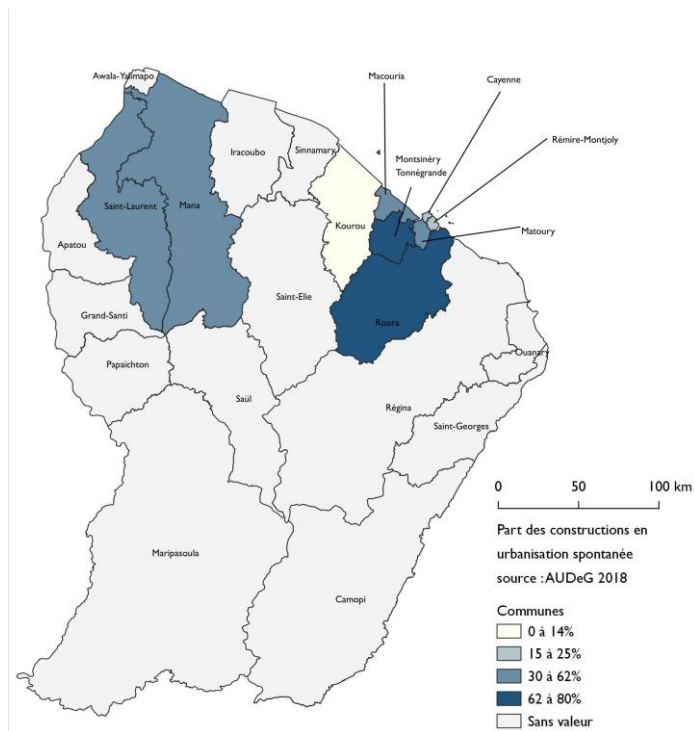 Awala-Yalimapo
Macouria
Cayenne
Rémire-Montjoly
Sinnamary
Iracoubo
Montsinéry
Tonnégrande
Saint-Laurent
Mana
Kourou
Matoury
Apatou
Saint-Elie
Grand-Santi
Roura
Ouanary
Papaïchton
Saül
Régina
Saint-Georges
0 50 100 km
Part des constructions en
urbanisation spontanée
source : AUDeG 2018
Maripasoula
Camopi
Communes
0 à 14%
15 à 25%
30 à 62%
62 à 80%
Sans valeur